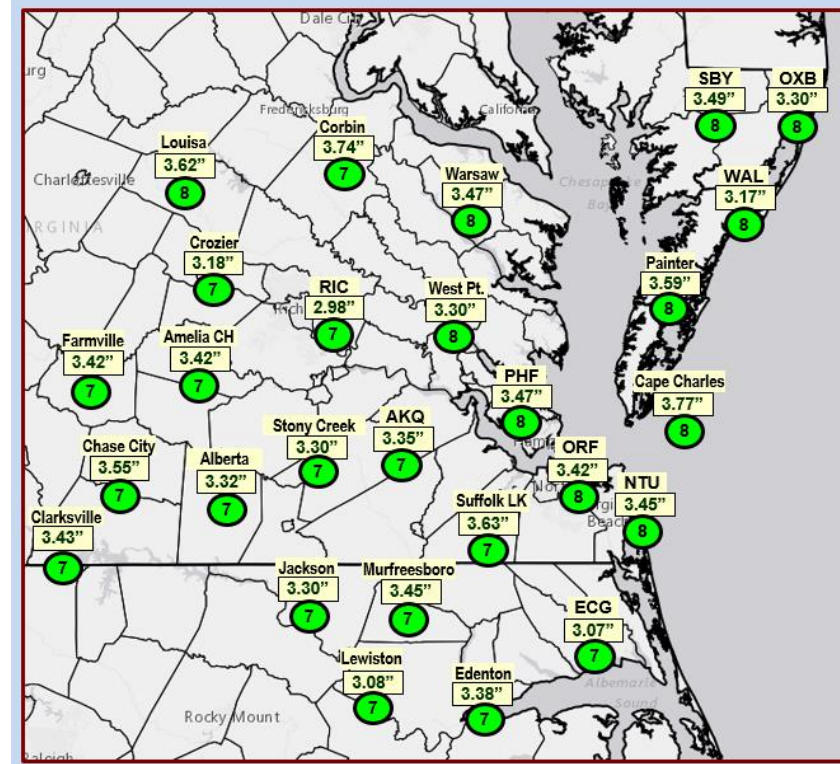 Dale City
urg
SBY
OXB
3.49”
3.30”
8
8
Fredericksburg
California
Corbin
3.74”
7
Louisa
3.62”
8
Charlottesville
Warsaw
3.47”
8
Chesapeake
Bay
WAL
3.17”
8
VIRGINIA
Crozier
3.18”
7
Painter
3.59”
8
RIC
2.98”
7
Rich
West Pt.
3.30”
8
Farmville
3.42”
7
Amelia CH
3.42”
7
PHF
3.47”
8
Hamp
Cape Charles
3.77”
8
Stony Creek
3.30”
7
AKQ
3.35”
7
Chase City
3.55”
7
Alberta
3.32”
7
ORF
3.42”
8
Nor
NTU
3.45”
8
Virginia
Beach
Suffolk LK
3.63”
7
Clarksville
3.43”
7
Jackson
3.30”
7
Murfreesboro
3.45”
7
ECG
3.07”
7
Lewiston
3.08”
7
Edenton
3.38”
7
Albemarle
Sound
Rocky Mount
Raleigh